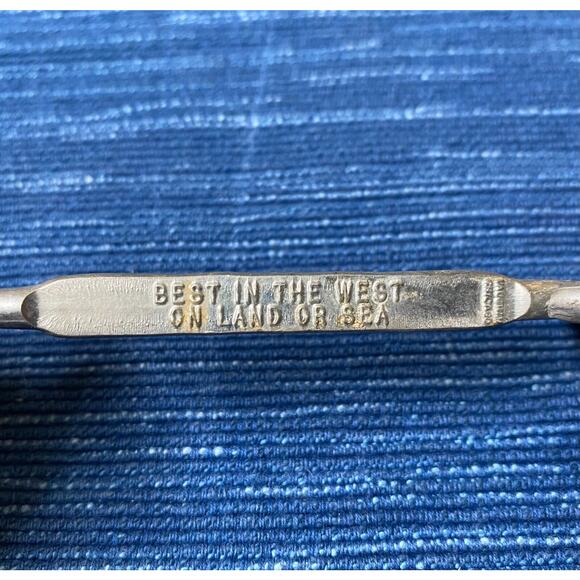 BEST IN THE WEST
ON LAND OR SEA